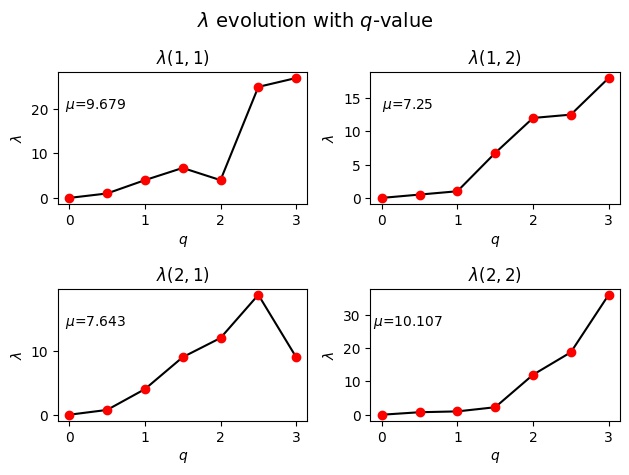 λ evolution with q-value
λ(1, 1)
μ=9.679
20
10
0
λ
0 1 2 3
q
λ(1, 2)
μ=7.25
15
10
5
0
λ
0 1 2 3
q
λ(2, 1)
μ=7.643
10
0
λ
0 1 2 3
q
λ(2, 2)
μ=10.107
30
20
10
0
λ
0 1 2 3
q